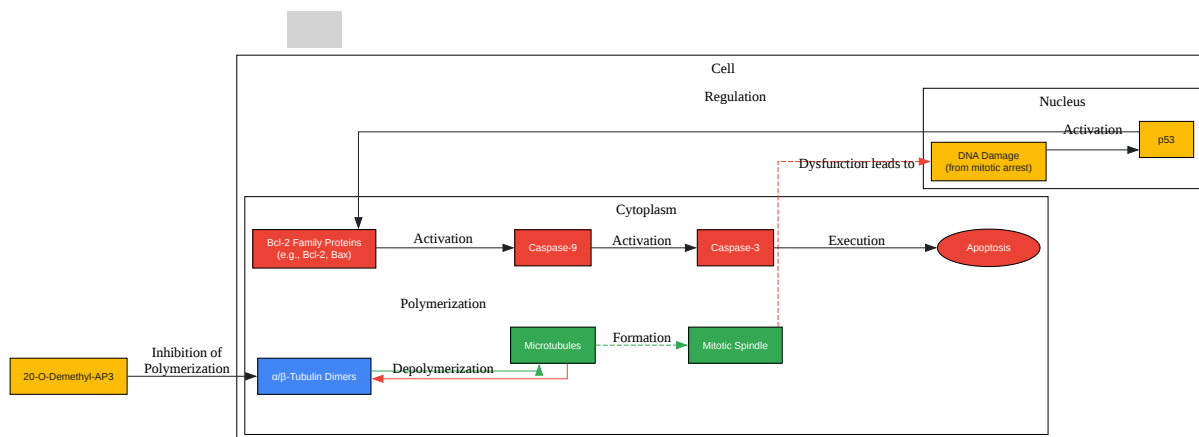 Cell
Regulation
Nucleus
Activation
p53
DNA Damage
(from mitotic arrest)
Dysfunction leads to
Cytoplasm
Bcl-2 Family Proteins
(e.g., Bcl-2, Bax)
Activation
Caspase-9
Activation
Caspase-3
Execution
Apoptosis
Polymerization
Microtubules
Formation
Mitotic Spindle
Inhibition of
Polymerization
20-O-Demethyl-AP3
α/β-Tubulin Dimers
Depolymerization